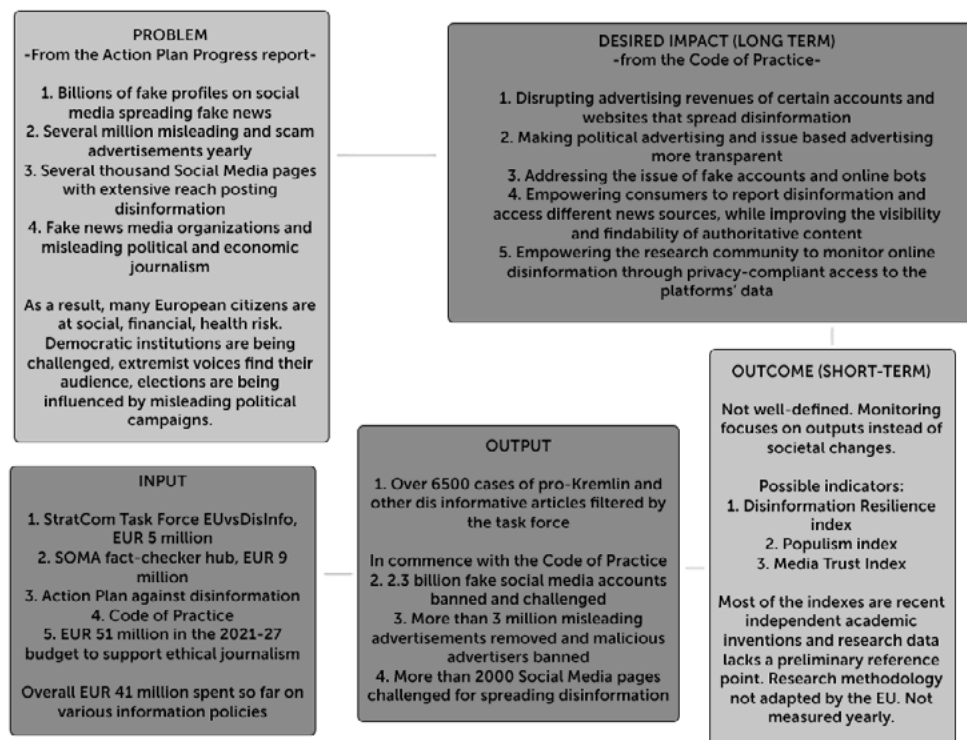 PROBLEM
-From the Action Plan Progress report-
1. Billions of fake profiles on social
media spreading fake news
2. Several million misleading and scam
advertisements yearly
3. Several thousand Social Media pages
with extensive reach posting
disinformation
4. Fake news media organizations and
misleading political and economic
journalism
As a result, many European citizens are
at social, financial, health risk.
Democratic institutions are being
challenged, extremist voices find their
audience, elections are being
influenced by misleading political
campaigns.
DESIRED IMPACT (LONG TERM)
-from the Code of Practice-
1. Disrupting advertising revenues of certain accounts and
websites that spread disinformation
2. Making political advertising and issue based advertising
more transparent
3. Addressing the issue of fake accounts and online bots
4. Empowering consumers to report disinformation and
access different news sources, while improving the visibility
and findability of authoritative content
5. Empowering the research community to monitor online
disinformation through privacy-compliant access to the
platforms' data
INPUT
1. StratCom Task Force EUvsDisInfo,
EUR 5 million
2. SOMA fact-checker hub, EUR 9
million
3. Action Plan against disinformation
4. Code of Practice
5. EUR 51 million in the 2021-27
budget to support ethical journalism
Overall EUR 41 million spent so far on
various information policies
OUTPUT
1. Over 6500 cases of pro-Kremlin and
other dis informative articles filtered by
the task force
In commence with the Code of Practice
2. 2.3 billion fake social media accounts
banned and challenged
3. More than 3 million misleading
advertisements removed and malicious
advertisers banned
4. More than 2000 Social Media pages
challenged for spreading disinformation
OUTCOME (SHORT-TERM)
Not well-defined. Monitoring
focuses on outputs instead of
societal changes.
Possible indicators:
1. Disinformation Resilience
index
2. Populism index
3. Media Trust Index
Most of the indexes are recent
independent academic
inventions and research data
lacks a preliminary reference
point. Research methodology
not adapted by the EU. Not
measured yearly.